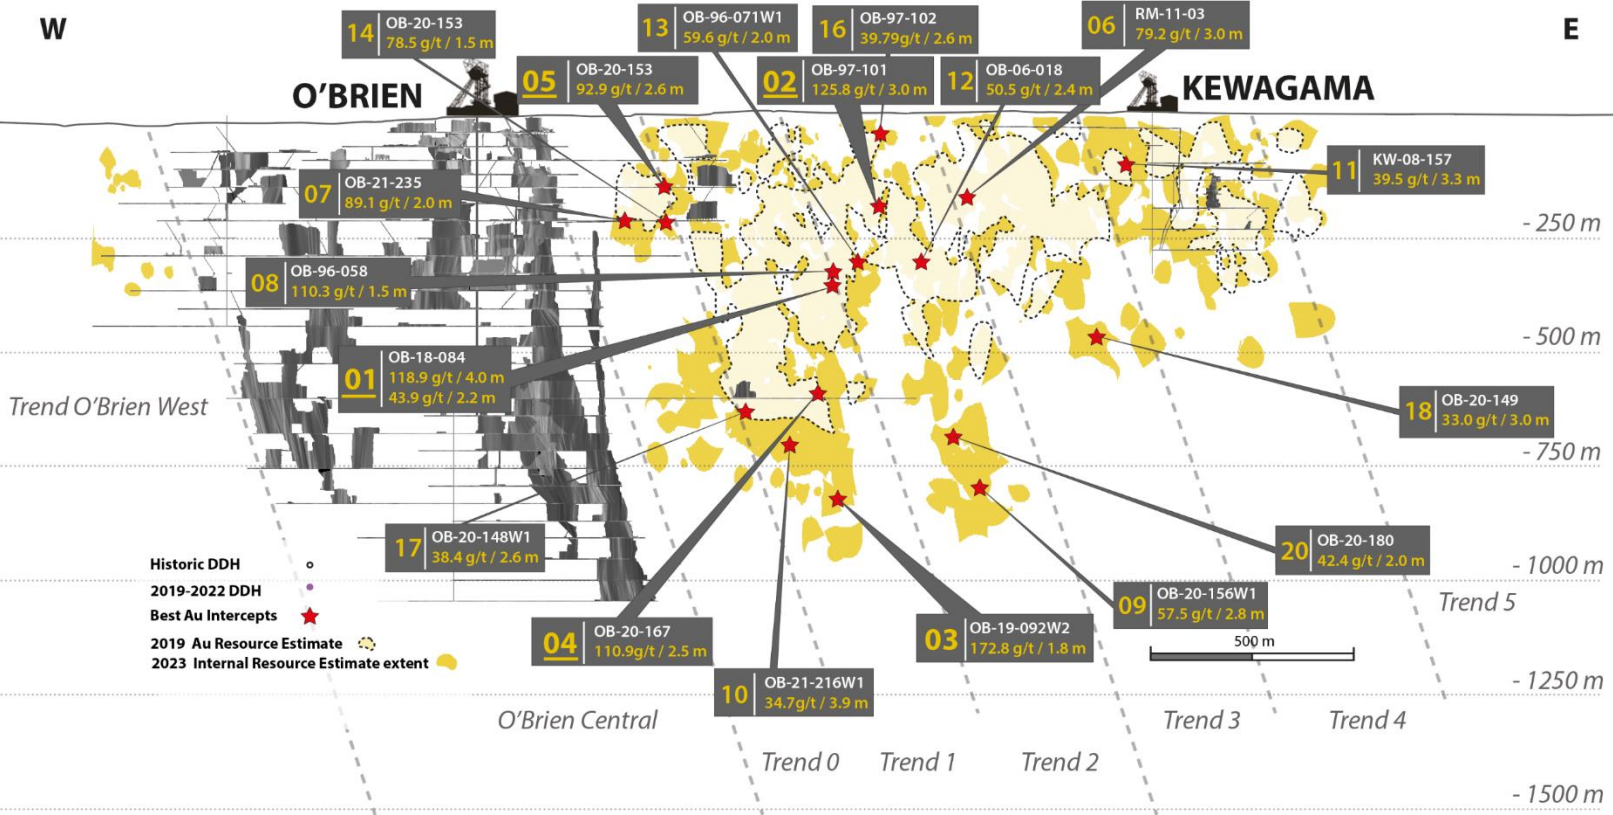 W
E
O'BRIEN
KEWAGAMA
14
OB-20-153
78.5 g/t / 1.5 m
13
OB-96-071W1
59.6 g/t / 2.0 m
16
OB-97-102
39.79g/t / 2.6 m
06
RM-11-03
79.2 g/t / 3.0 m
05
OB-20-153
92.9 g/t / 2.6 m
02
OB-97-101
125.8 g/t / 3.0 m
12
OB-06-018
50.5 g/t / 2.4 m
11
KW-08-157
39.5 g/t / 3.3 m
07
OB-21-235
89.1 g/t / 2.0 m
- 250 m
08
OB-96-058
110.3 g/t / 1.5 m
- 500 m
01
OB-18-084
118.9 g/t / 4.0 m
43.9 g/t / 2.2 m
Trend O'Brien West
18
OB-20-149
33.0 g/t / 3.0 m
- 750 m
17
OB-20-148W1
38.4 g/t / 2.6 m
20
OB-20-180
42.4 g/t / 2.0 m
- 1000 m
09
OB-20-156W1
57.5 g/t / 2.8 m
Trend 5
04
OB-20-167
110.9g/t / 2.5 m
03
OB-19-092W2
172.8 g/t / 1.8 m
500 m
10
OB-21-216W1
34.7g/t / 3.9 m
- 1250 m
Historic DDH
2019-2022 DDH
Best Au Intercepts
2019 Au Resource Estimate
2023 Internal Resource Estimate extent
O'Brien Central
Trend 3
Trend 4
Trend 0
Trend 1
Trend 2
- 1500 m